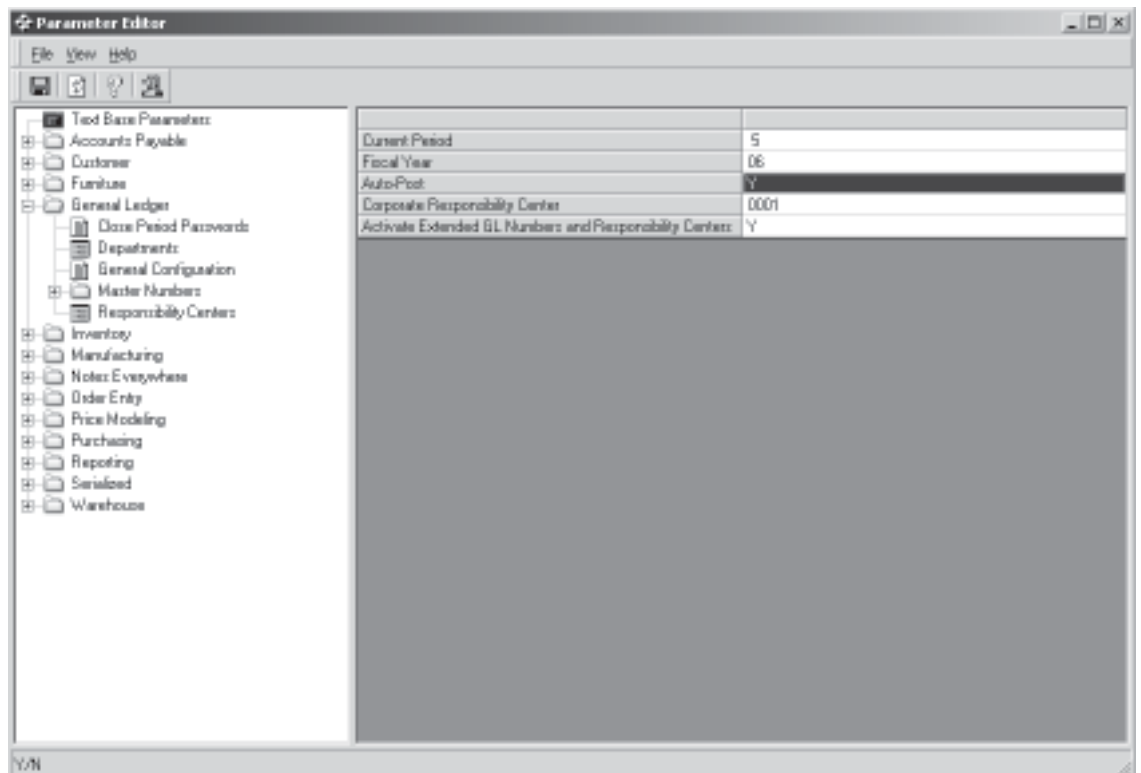 Parameter Editor
File View Help
Text Base Parameters
Accounts Payable
Customer
Furniture
General Ledger
Close Period Passwords
Departments
General Configuration
Master Numbers
Responsibility Centers
Inventory
Manufacturing
Notes Everywhere
Order Entry
Price Modeling
Purchasing
Reporting
Serialized
Warehouse
Current Period 5
Fiscal Year 06
Auto-Post Y
Corporate Responsibility Center 0001
Activate Extended GL Numbers and Responsibility Centers Y
Y/N